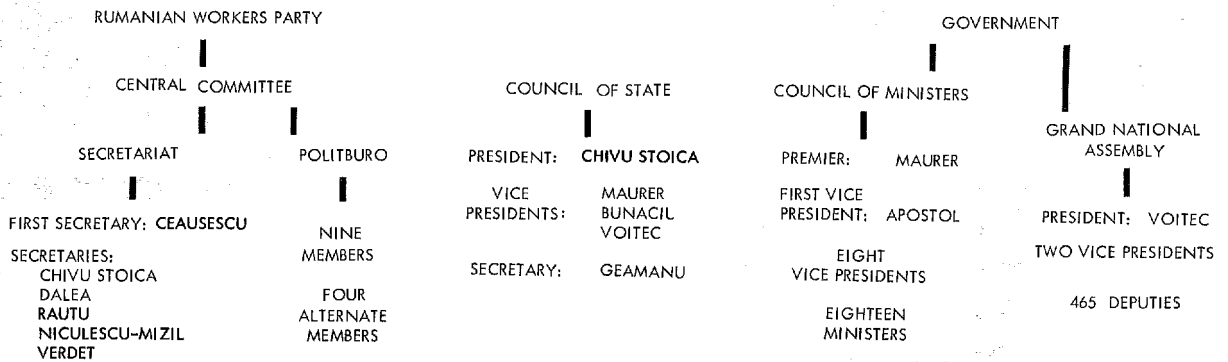 RUMANIAN WORKERS PARTY
CENTRAL COMMITTEE
SECRETARIAT
FIRST SECRETARY: CEAUSESCU
SECRETARIES:
CHIVU STOICA
DALEA
RAUTU
NICULESCU-MIZIL
VERDET
POLITBURO
NINE
MEMBERS
FOUR
ALTERNATE
MEMBERS
COUNCIL OF STATE
PRESIDENT: CHIVU STOICA
VICE
PRESIDENTS:
MAURER
BUNACIL
VOITEC
SECRETARY: GEAMANU
GOVERNMENT
COUNCIL OF MINISTERS
PREMIER: MAURER
FIRST VICE
PRESIDENT: APOSTOL
EIGHT
VICE PRESIDENTS
EIGHTEEN
MINISTERS
GRAND NATIONAL
ASSEMBLY
PRESIDENT: VOITEC
TWO VICE PRESIDENTS
465 DEPUTIES